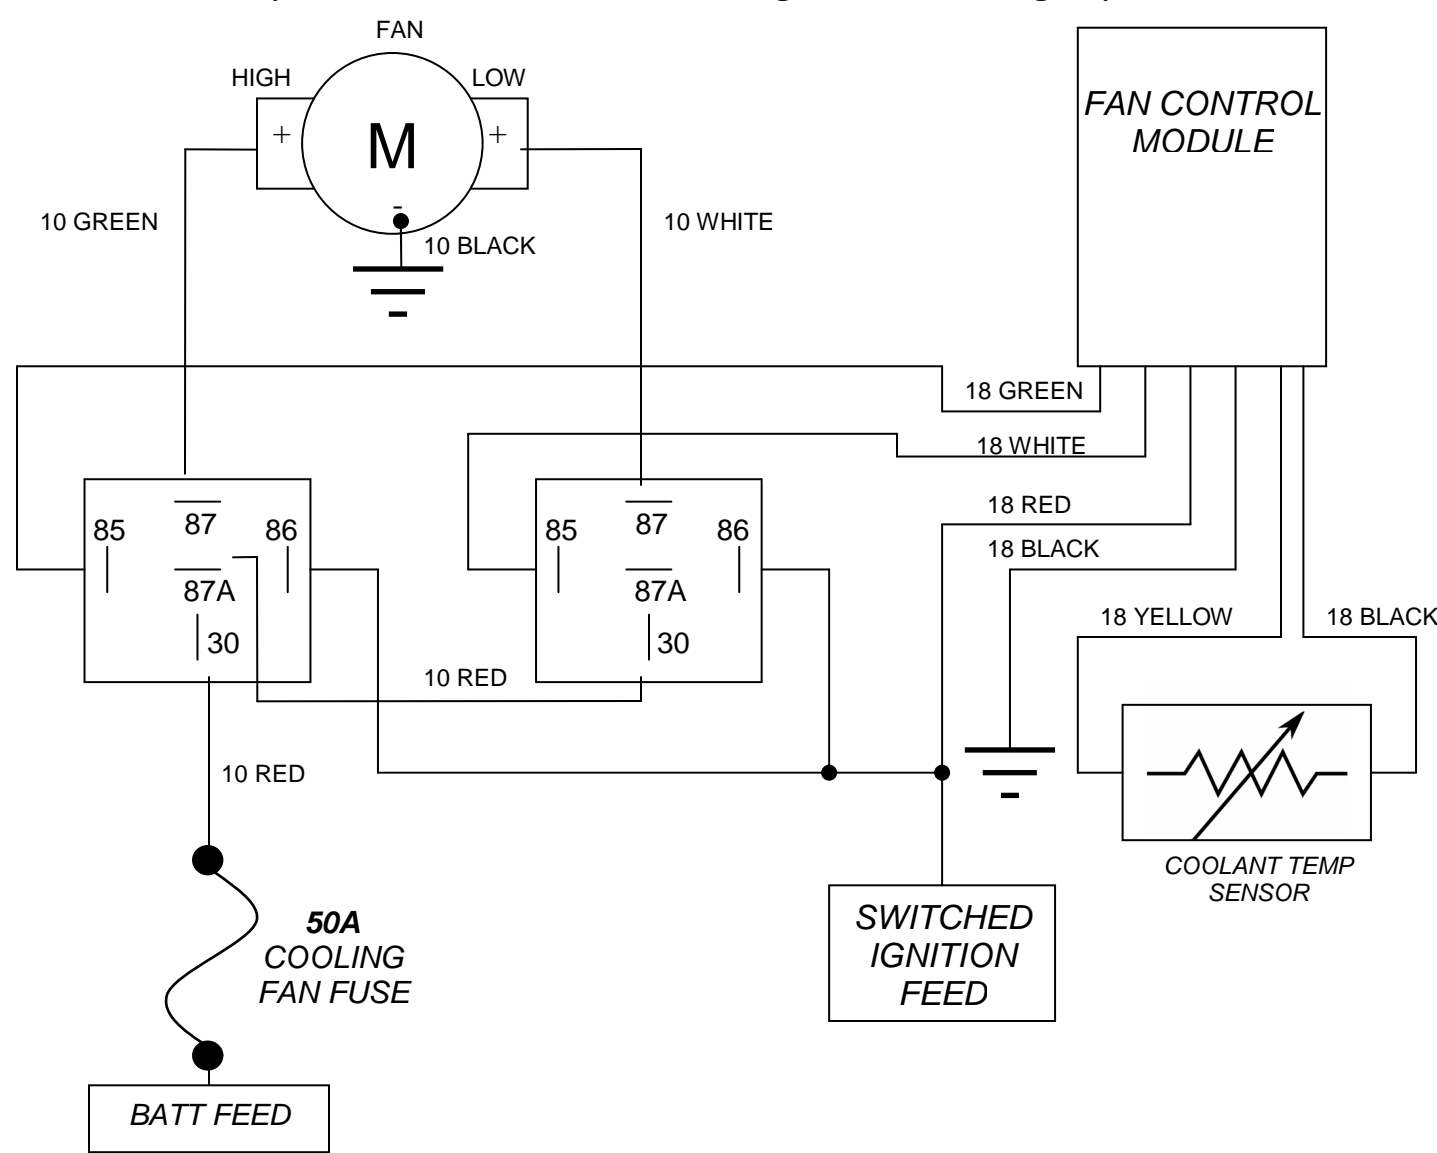 FAN
HIGH
LOW
+
M
+
-
FAN CONTROL
MODULE
10 GREEN
10 BLACK
10 WHITE
18 GREEN
18 WHITE
18 RED
18 BLACK
18 YELLOW
18 BLACK
85
87
86
87A
30
85
87
86
87A
30
10 RED
10 RED
50A
COOLING
FAN FUSE
BATT FEED
SWITCHED
IGNITION
FEED
COOLANT TEMP
SENSOR